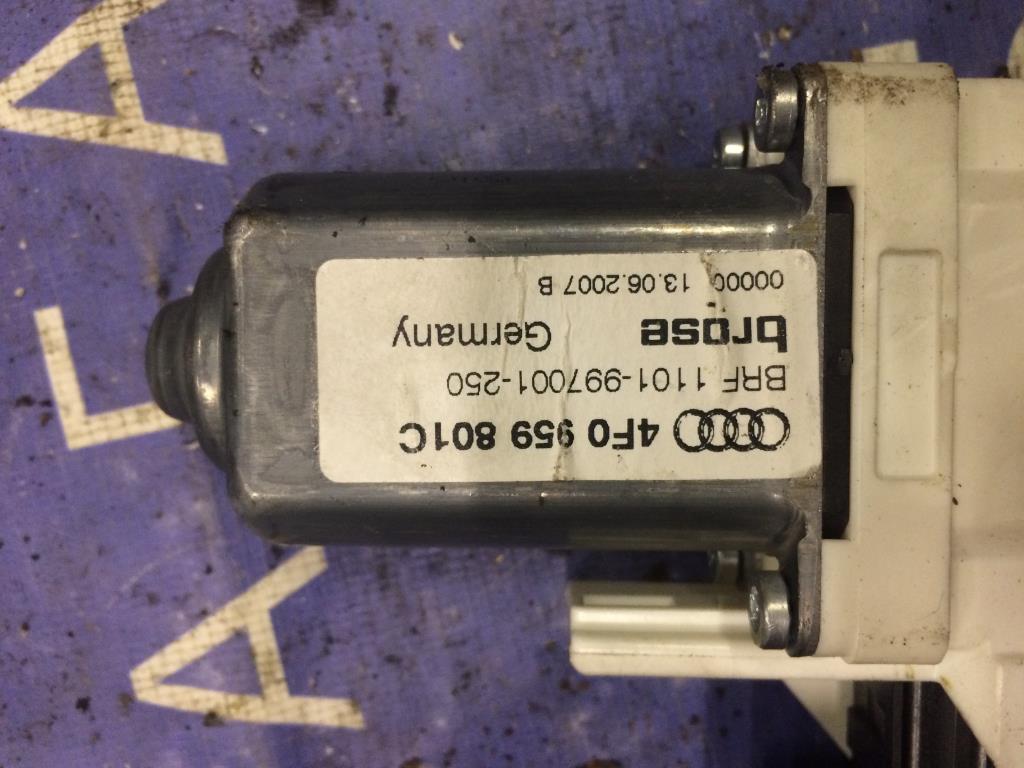 4F0 959 801C
BRF 1101-997001-250
brose Germany
00000 13.06.2007 B